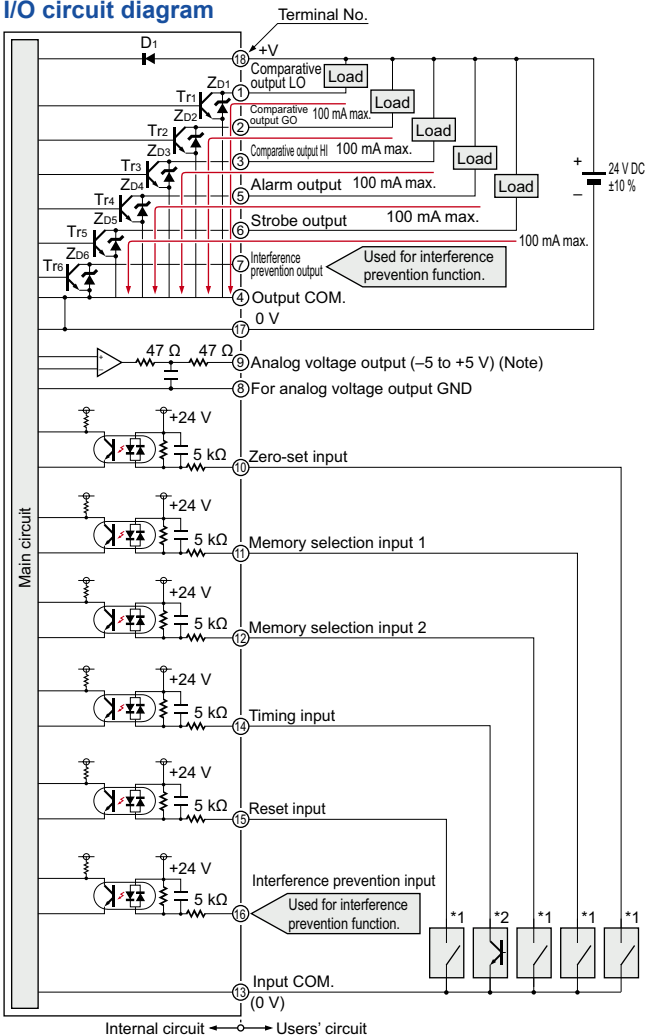 I/O circuit diagram
Terminal No.
D1
18 +V
Comparative output LO
Load
ZD1
Tr1
1
Comparative output GO
100 mA max.
Load
ZD2
Tr2
2
Comparative output HI
100 mA max.
Load
ZD3
Tr3
3
Alarm output
100 mA max.
Load
ZD4
Tr4
5
Strobe output
100 mA max.
Load
ZD5
Tr5
6
100 mA max.
+
–
24 V DC
±10 %
ZD6
Tr6
7
Interference
prevention output
Used for interference
prevention function.
4 Output COM.
17
0 V
+
-
47 Ω 47 Ω
9 Analog voltage output (–5 to +5 V) (Note)
8 For analog voltage output GND
Main circuit
+24 V
5 kΩ
10 Zero-set input
+24 V
5 kΩ
11 Memory selection input 1
+24 V
5 kΩ
12 Memory selection input 2
+24 V
5 kΩ
14 Timing input
+24 V
5 kΩ
15 Reset input
+24 V
5 kΩ
16
Interference prevention input
Used for interference
prevention function.
*1 *2 *1 *1 *1
13 Input COM.
(0 V)
Internal circuit Users' circuit